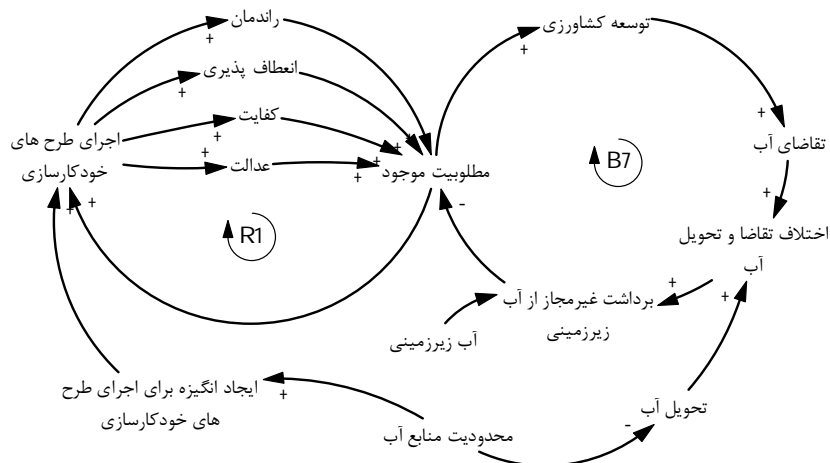 راندمان
+
توسعه کشاورزی
+
انعطاف پذیری
+
کفایت
+
+
تقاضای آب
اجرای طرح های
خودکارسازی
عدالت
+
+
+
+
+
مطلوبیت موجود
B7
+
+
+
-
R1
اختلاف تقاضا و تحویل
آب
+
+
برداشت غیرمجاز از آب
زیرزمینی
آب زیرزمینی
ایجاد انگیزه برای اجرای طرح
های خودکارسازی
+
تحویل آب
-
محدودیت منابع آب